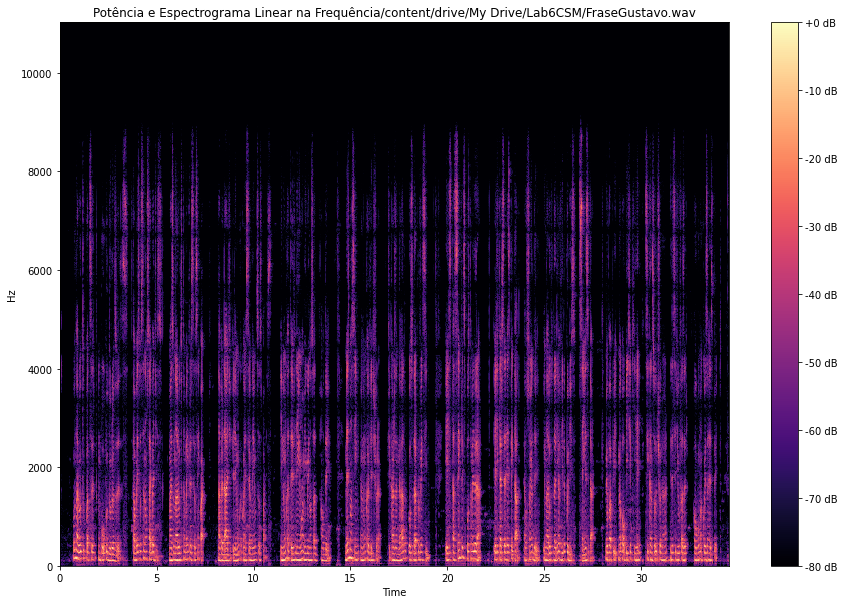 Potência e Espectrograma Linear na Frequência/content/drive/My Drive/Lab6CSM/FraseGustavo.wav
+0 dB
10000
-10 dB
8000
-20 dB
-30 dB
6000
Hz
-40 dB
4000
-50 dB
-60 dB
2000
-70 dB
0
-80 dB
0 5 10 15 20 25 30
Time